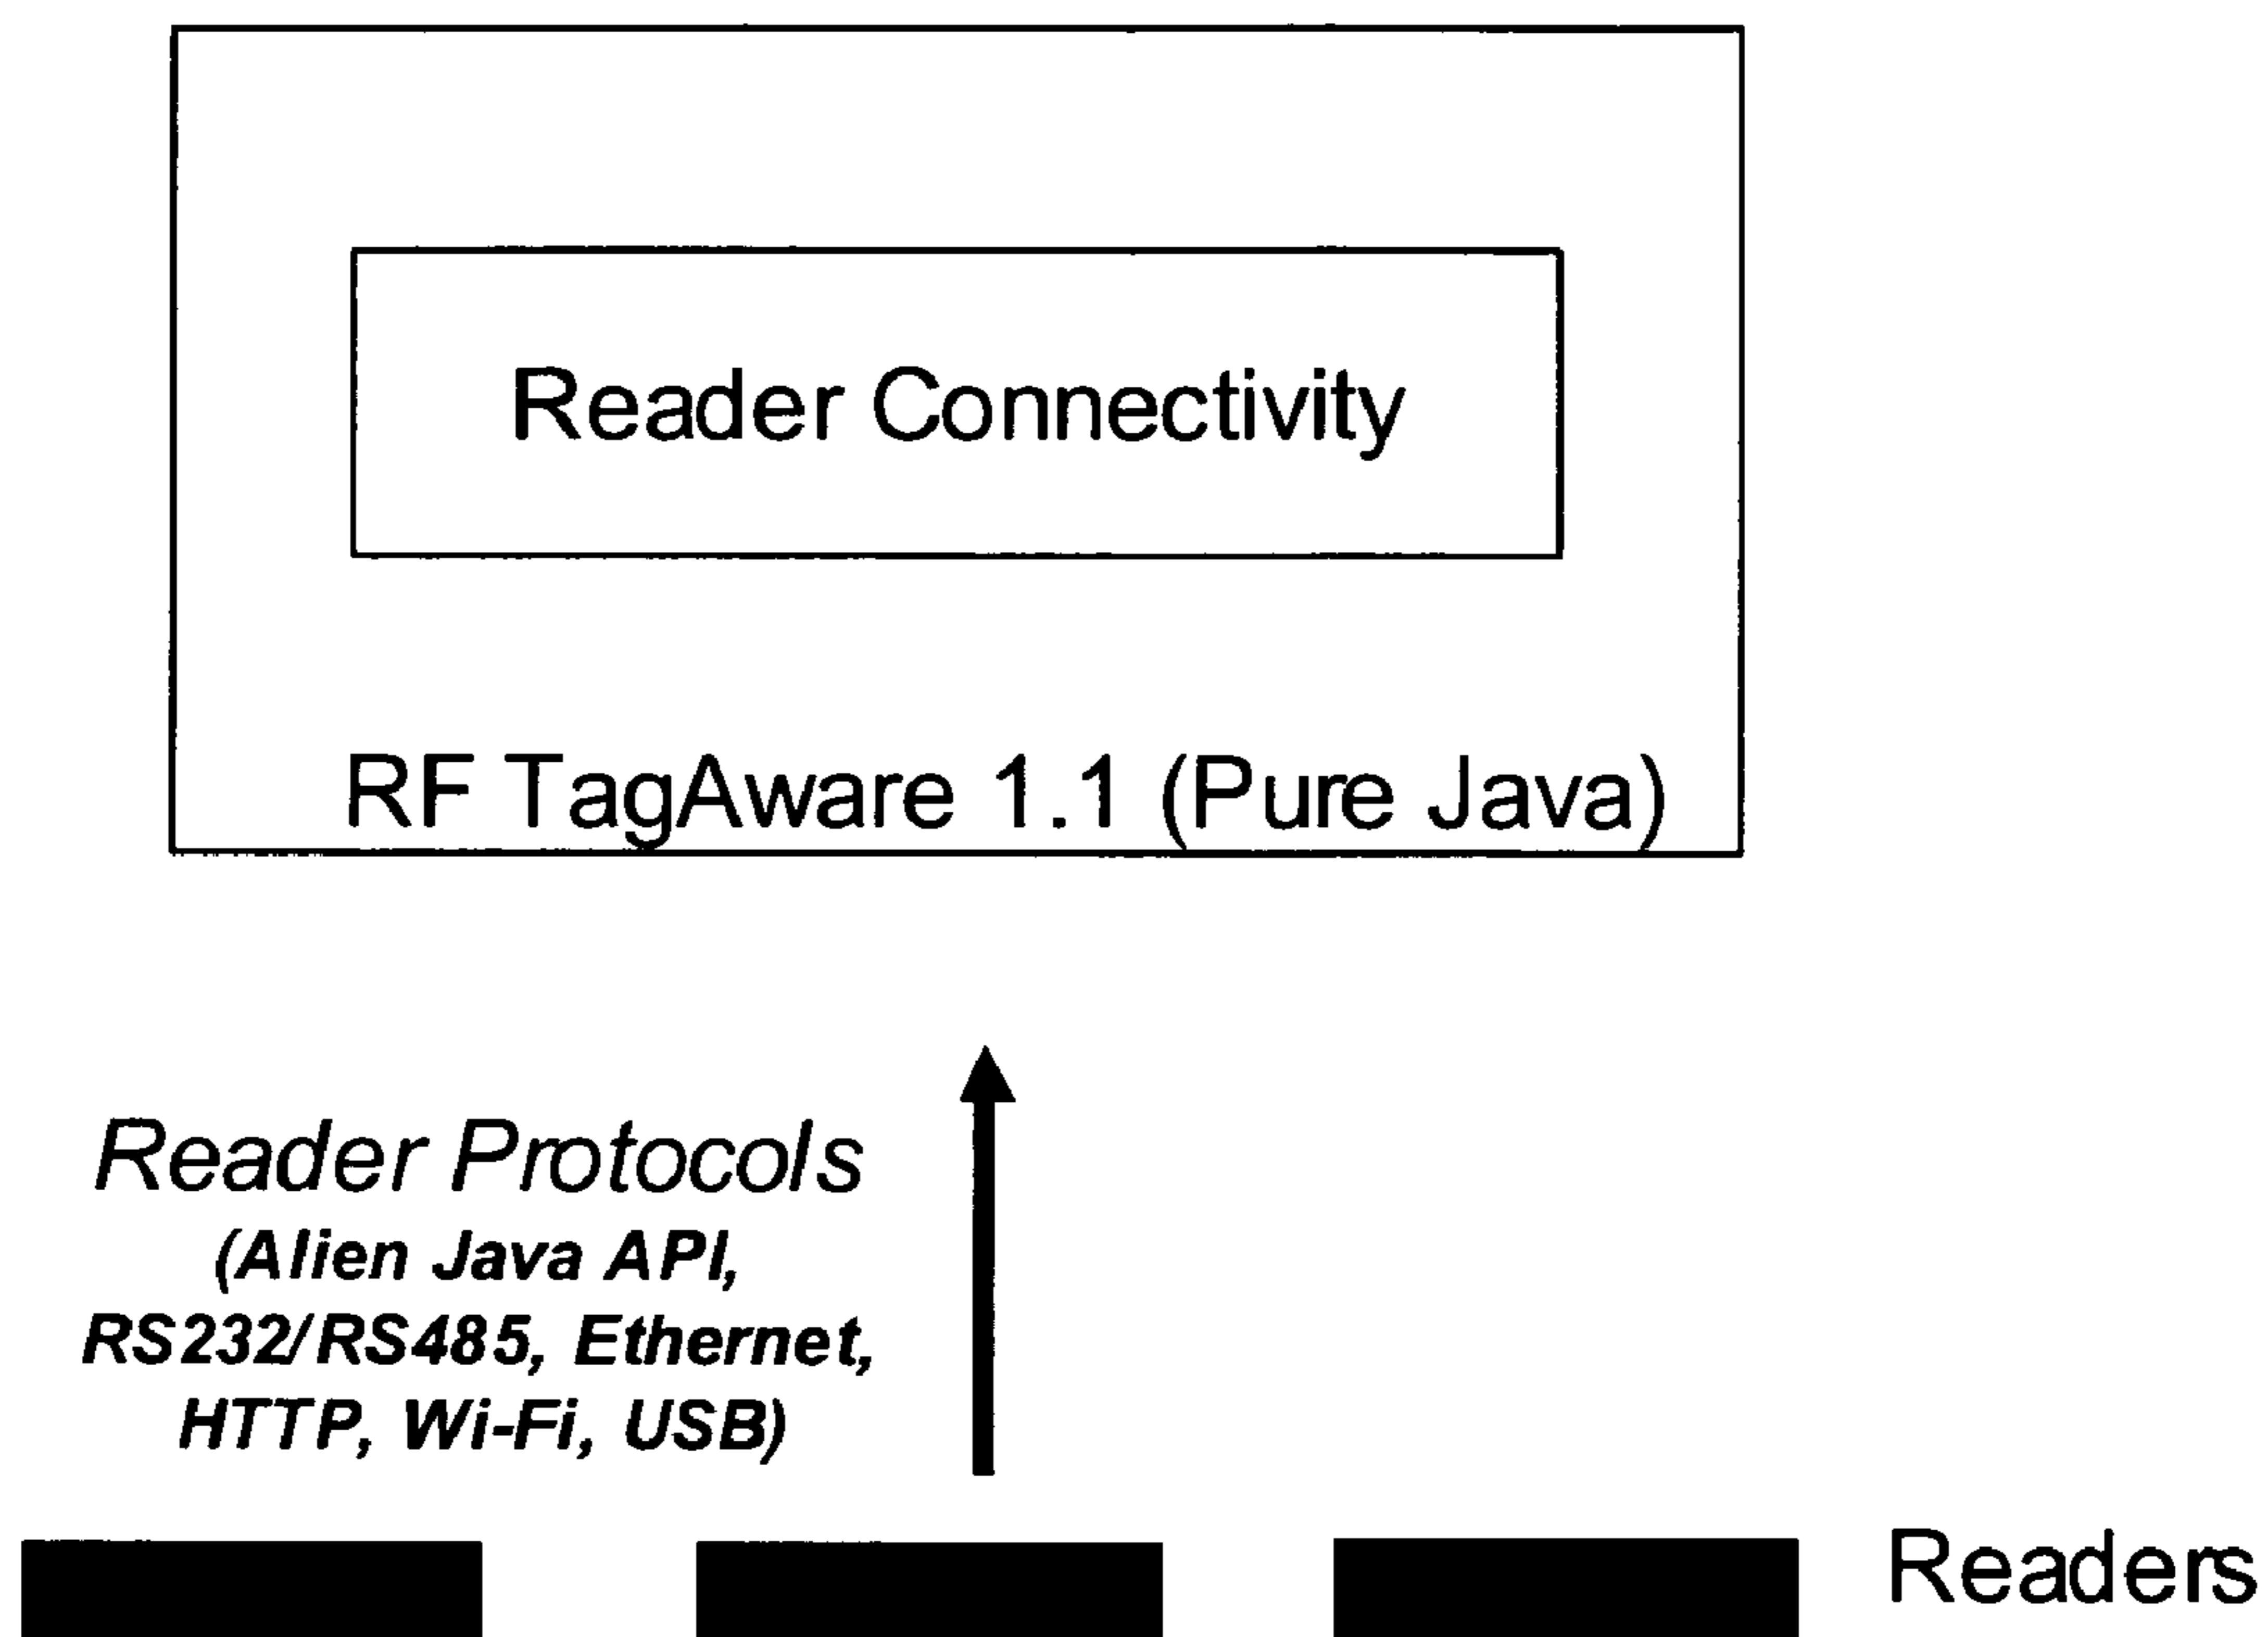 Reader Connectivity
RF TagAware 1.1 (Pure Java)
Reader Protocols
(Alien Java API,
RS232/RS485, Ethernet,
HTTP, Wi-Fi, USB)
Readers